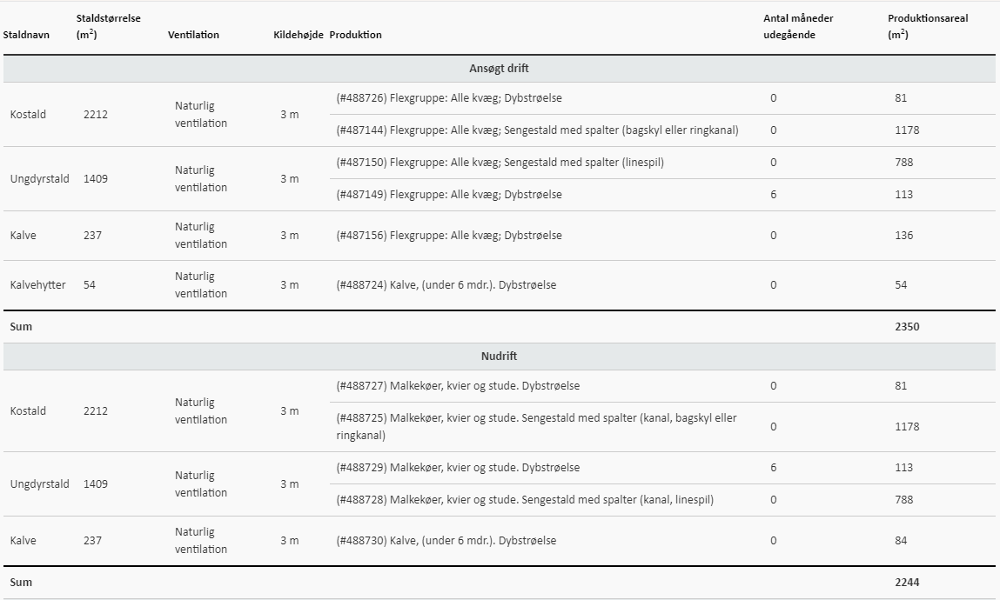 Staldnavn Staldstørrelse (m²) Ventilation Kildehøjde Produktion Antal måneder udegående Produktionsareal (m²)
Ansøgt drift
Kostald 2212 Naturlig ventilation 3 m (#488726) Flexgruppe: Alle kvæg; Dybstrøelse 0 81
(#487144) Flexgruppe: Alle kvæg; Sengestald med spalter (bagskyl eller ringkanal) 0 1178
Ungdyrstald 1409 Naturlig ventilation 3 m (#487150) Flexgruppe: Alle kvæg; Sengestald med spalter (linespil) 0 788
(#487149) Flexgruppe: Alle kvæg; Dybstrøelse 6 113
Kalve 237 Naturlig ventilation 3 m (#487156) Flexgruppe: Alle kvæg; Dybstrøelse 0 136
Kalvehytter 54 Naturlig ventilation 3 m (#488724) Kalve, (under 6 mdr.). Dybstrøelse 0 54
Sum 2350
Nudrift
Kostald 2212 Naturlig ventilation 3 m (#488727) Malkekøer, kvier og stude. Dybstrøelse 0 81
(#488725) Malkekøer, kvier og stude. Sengestald med spalter (kanal, bagskyl eller ringkanal) 0 1178
Ungdyrstald 1409 Naturlig ventilation 3 m (#488729) Malkekøer, kvier og stude. Dybstrøelse 6 113
(#488728) Malkekøer, kvier og stude. Sengestald med spalter (kanal, linespil) 0 788
Kalve 237 Naturlig ventilation 3 m (#488730) Kalve, (under 6 mdr.). Dybstrøelse 0 84
Sum 2244